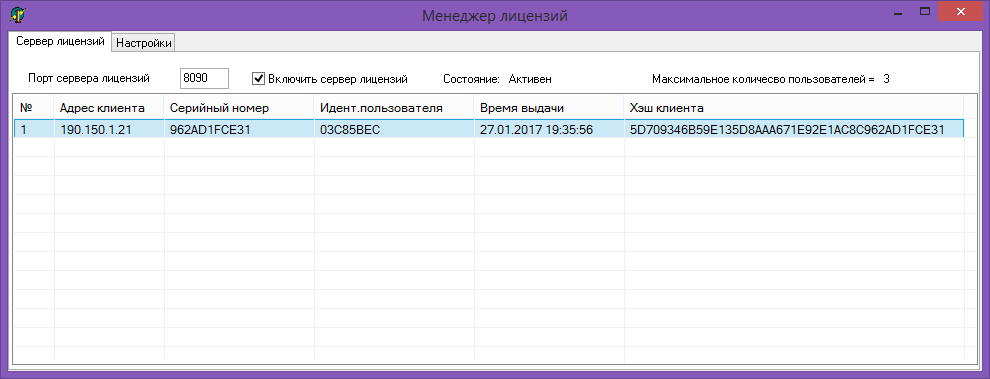 Менеджер лицензий
Сервер лицензий Настройки
Порт сервера лицензий 8090 Включить сервер лицензий Состояние: Активен Максимальное количесво пользователей = 3
№ Адрес клиента Серийный номер Идент.пользователя Время выдачи Хэш клиента
1 190.150.1.21 962AD1FCE31 03C85BEC 27.01.2017 19:35:56 5D709346B59E135D8AAA671E92E1AC8C962AD1FCE31